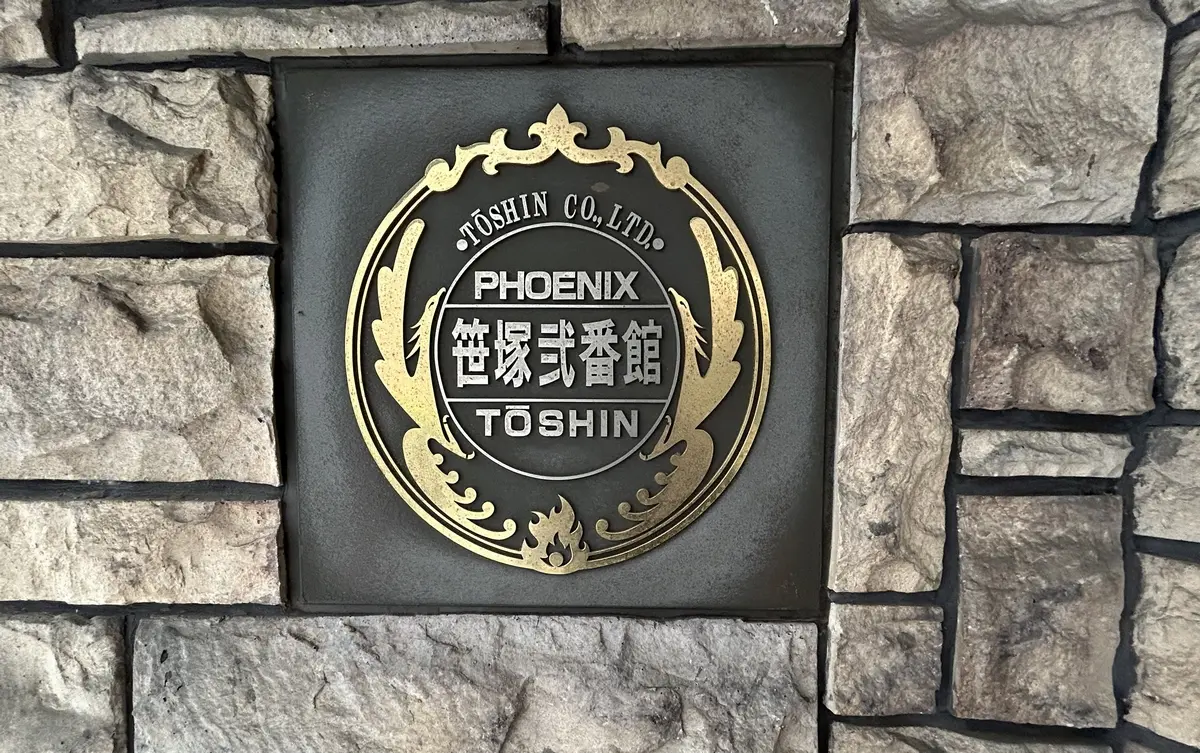 •TŌSHIN CO., LTD.•
PHOENIX
笹塚弐番館
TŌSHIN